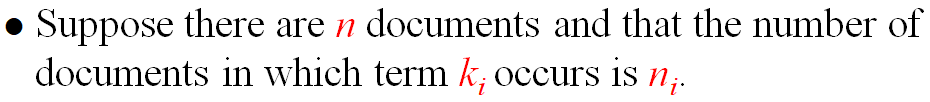 ● Suppose there are n documents and that the number of
documents in which term kᵢ occurs is nᵢ.